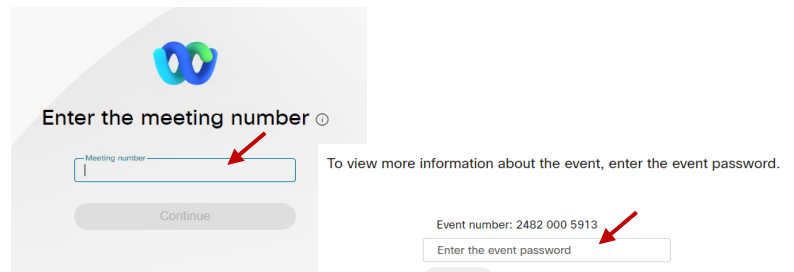 Enter the meeting number
Meeting number
Continue
To view more information about the event, enter the event password.
Event number: 2482 000 5913
Enter the event password